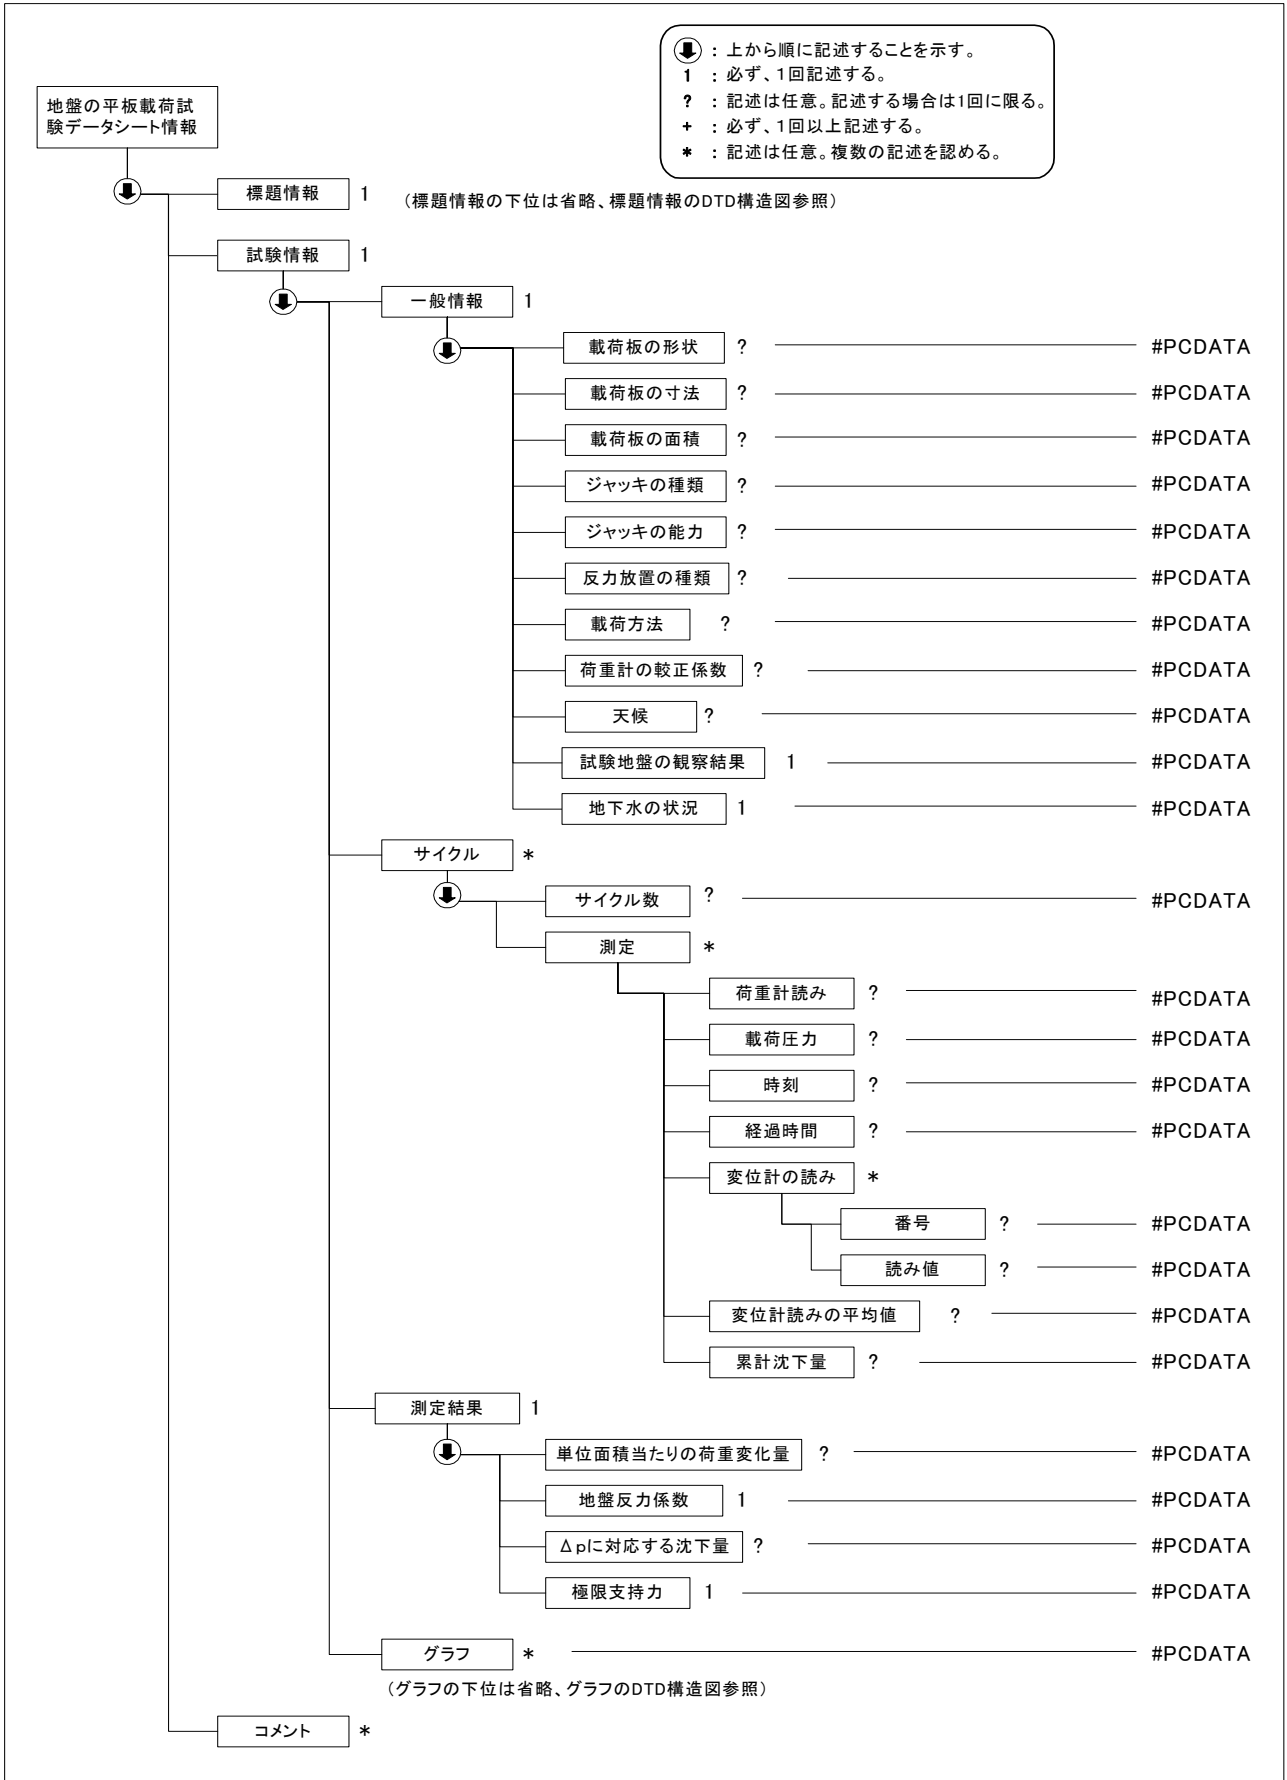 ：上から順に記述することを示す。
1 ：必ず、1回記述する。
? ：記述は任意。記述する場合は1回に限る。
+ ：必ず、1回以上記述する。
* ：記述は任意。複数の記述を認める。
地盤の平板載荷試
験データシート情報
標題情報 1 （標題情報の下位は省略、標題情報のDTD構造図参照）
試験情報 1
一般情報 1
載荷板の形状 ? #PCDATA
載荷板の寸法 ? #PCDATA
載荷板の面積 ? #PCDATA
ジャッキの種類 ? #PCDATA
ジャッキの能力 ? #PCDATA
反力放置の種類 ? #PCDATA
載荷方法 ? #PCDATA
荷重計の較正係数 ? #PCDATA
天候 ? #PCDATA
試験地盤の観察結果 1 #PCDATA
地下水の状況 1 #PCDATA
サイクル *
サイクル数 ? #PCDATA
測定 *
荷重計読み ? #PCDATA
載荷圧力 ? #PCDATA
時刻 ? #PCDATA
経過時間 ? #PCDATA
変位計の読み *
番号 ? #PCDATA
読み値 ? #PCDATA
変位計読みの平均値 ? #PCDATA
累計沈下量 ? #PCDATA
測定結果 1
単位面積当たりの荷重変化量 ? #PCDATA
地盤反力係数 1 #PCDATA
Δpに対応する沈下量 ? #PCDATA
極限支持力 1 #PCDATA
グラフ * #PCDATA
（グラフの下位は省略、グラフのDTD構造図参照）
コメント *